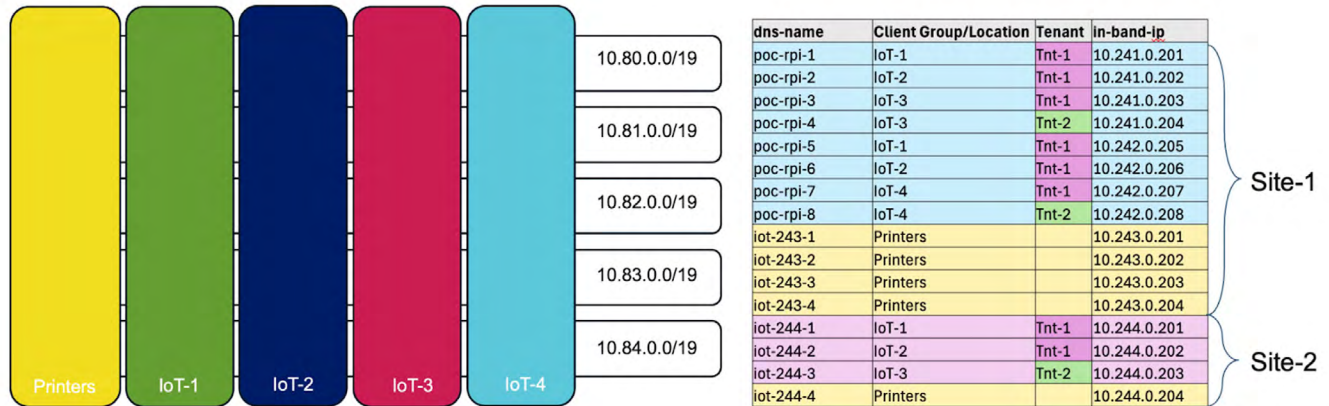 10.80.0.0/19
10.81.0.0/19
10.82.0.0/19
10.83.0.0/19
10.84.0.0/19
Printers IoT-1 IoT-2 IoT-3 IoT-4
dns-name Client Group/Location Tenant in-band-ip
poc-rpi-1 IoT-1 Tnt-1 10.241.0.201
poc-rpi-2 IoT-2 Tnt-1 10.241.0.202
poc-rpi-3 IoT-3 Tnt-1 10.241.0.203
poc-rpi-4 IoT-3 Tnt-2 10.241.0.204
poc-rpi-5 IoT-1 Tnt-1 10.242.0.205
poc-rpi-6 IoT-2 Tnt-1 10.242.0.206
poc-rpi-7 IoT-4 Tnt-1 10.242.0.207
poc-rpi-8 IoT-4 Tnt-2 10.242.0.208
iot-243-1 Printers 10.243.0.201
iot-243-2 Printers 10.243.0.202
iot-243-3 Printers 10.243.0.203
iot-243-4 Printers 10.243.0.204
iot-244-1 IoT-1 Tnt-1 10.244.0.201
iot-244-2 IoT-2 Tnt-1 10.244.0.202
iot-244-3 IoT-3 Tnt-2 10.244.0.203
iot-244-4 Printers 10.244.0.204
Site-1
Site-2